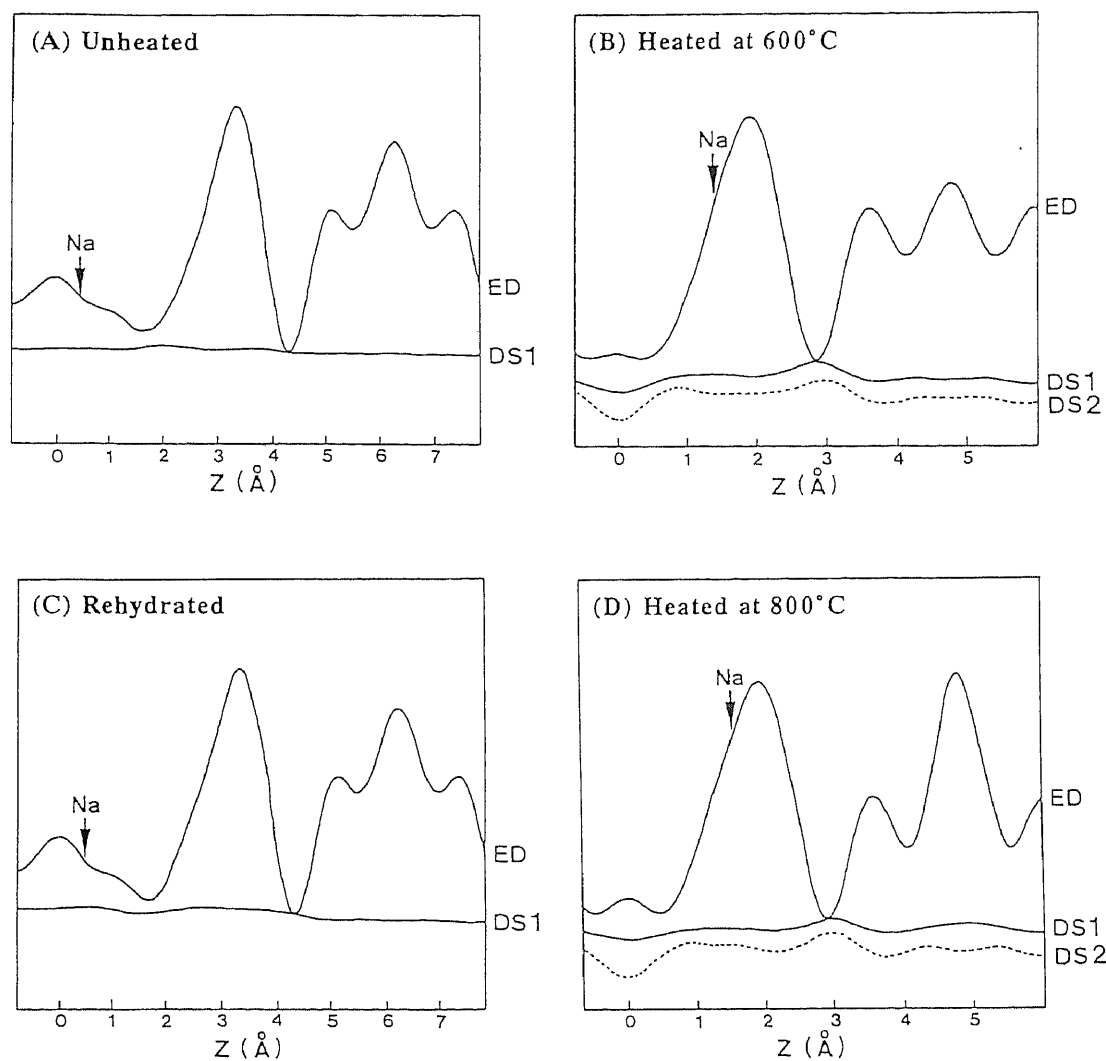 (A) Unheated
Na
ED
DS1
0 1 2 3 4 5 6 7
Z (Å)
(B) Heated at 600°C
Na
ED
DS1
DS2
0 1 2 3 4 5
Z (Å)
(C) Rehydrated
Na
ED
DS1
0 1 2 3 4 5 6 7
Z (Å)
(D) Heated at 800°C
Na
ED
DS1
DS2
0 1 2 3 4 5
Z (Å)